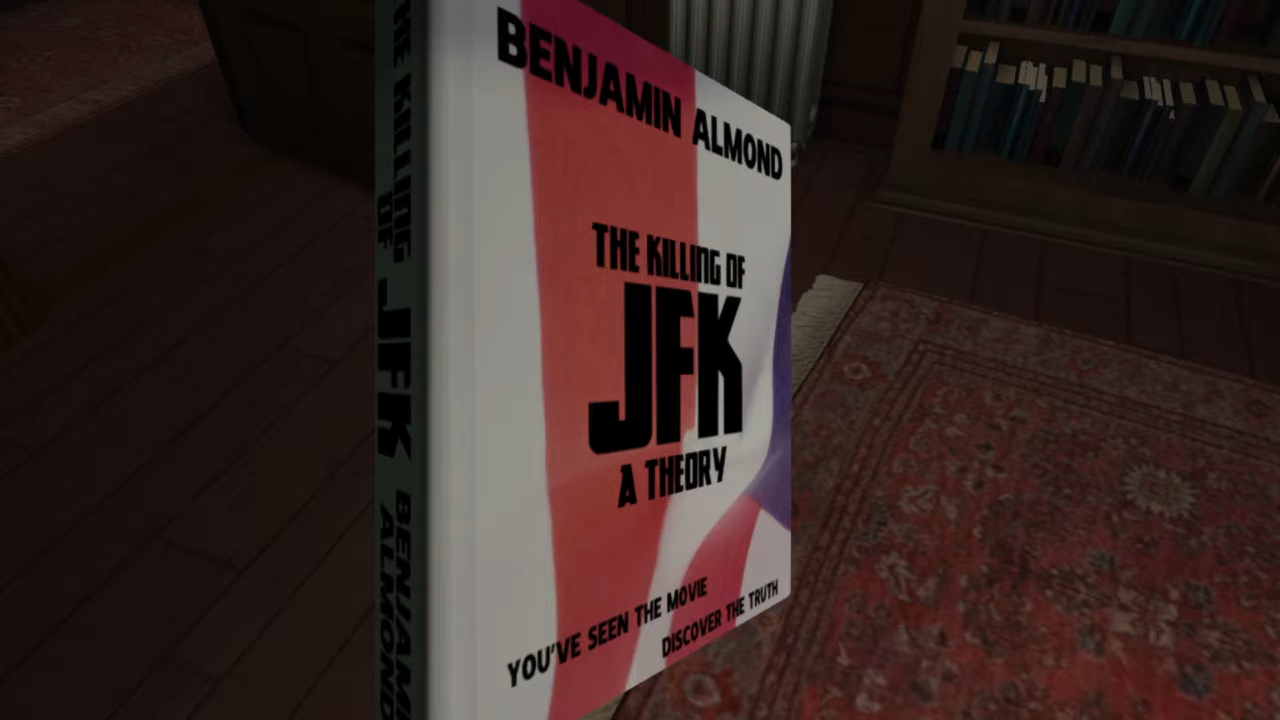 THE KILLING
OF
JFK
BENJAMIN
ALMOND
BENJAMIN ALMOND
THE KILLING OF
JFK
A THEORY
YOU'VE SEEN THE MOVIE
DISCOVER THE TRUTH